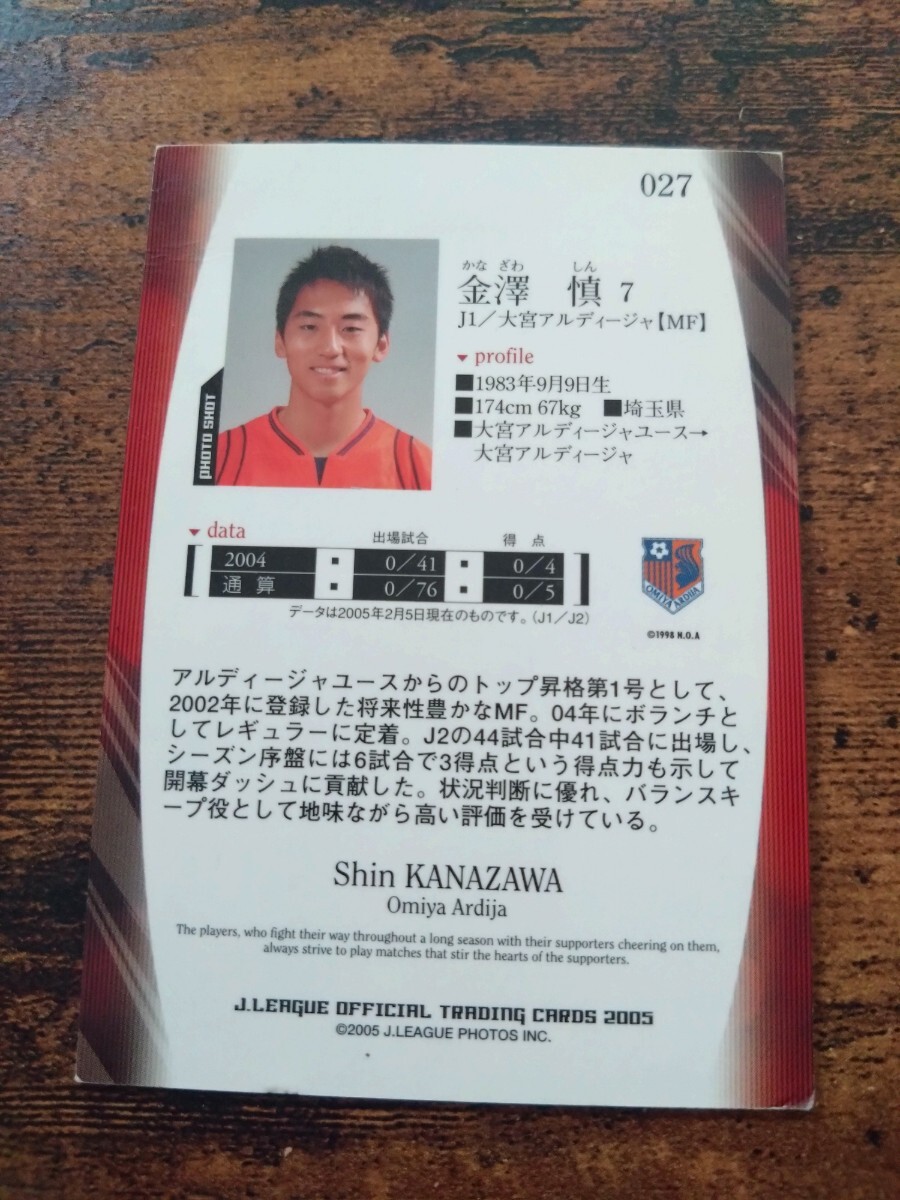 027
かな ざわ しん
金澤 慎 7
J1／大宮アルディージャ【MF】
profile
■1983年9月9日生
■174cm 67kg ■埼玉県
■大宮アルディージャユース→
大宮アルディージャ
PHOTO SHOT
data
出場試合 得点
2004 0/41 0/4
通算 0/76 0/5
データは2005年2月5日現在のものです。（J1／J2）
OMIYA ARDIJA
©1998 N.O.A
アルディージャユースからのトップ昇格第1号として、
2002年に登録した将来性豊かなMF。04年にボランチと
してレギュラーに定着。J2の44試合中41試合に出場し、
シーズン序盤には6試合で3得点という得点力も示して
開幕ダッシュに貢献した。状況判断に優れ、バランスキ
ープ役として地味ながら高い評価を受けている。
Shin KANAZAWA
Omiya Ardija
The players, who fight their way throughout a long season with their supporters cheering on them,
always strive to play matches that stir the hearts of the supporters.
J.LEAGUE OFFICIAL TRADING CARDS 2005
©2005 J.LEAGUE PHOTOS INC.